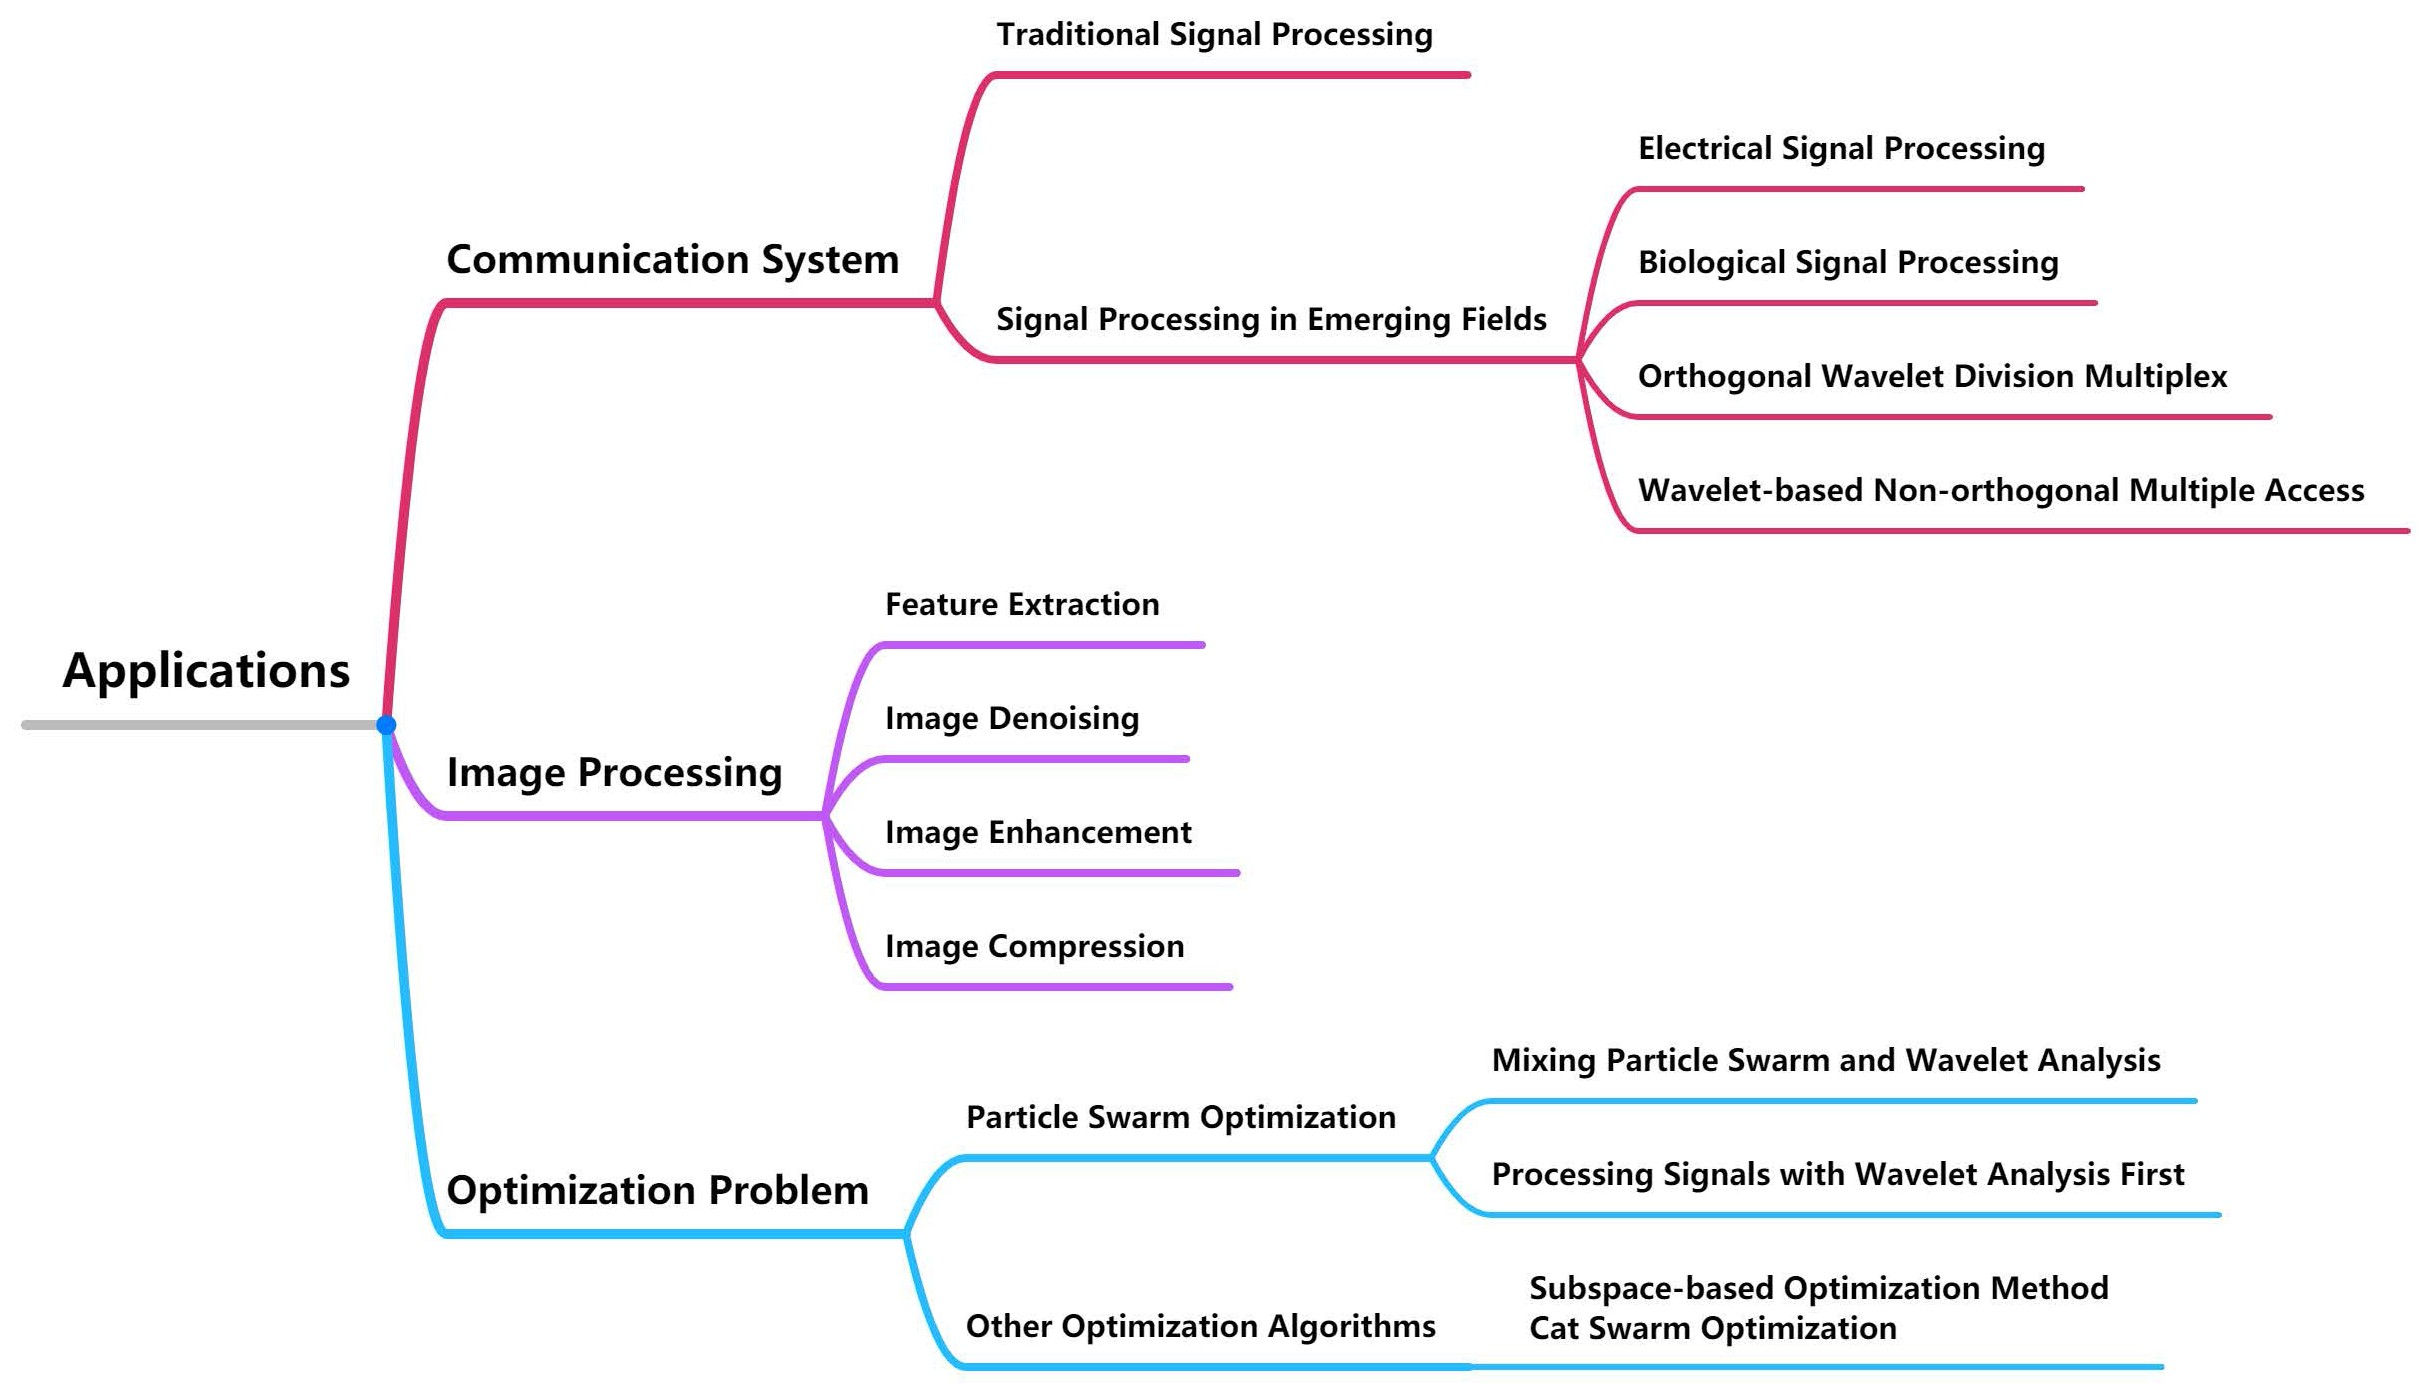 Applications
Communication System
Traditional Signal Processing
Signal Processing in Emerging Fields
Electrical Signal Processing
Biological Signal Processing
Orthogonal Wavelet Division Multiplex
Wavelet-based Non-orthogonal Multiple Access
Image Processing
Feature Extraction
Image Denoising
Image Enhancement
Image Compression
Optimization Problem
Particle Swarm Optimization
Mixing Particle Swarm and Wavelet Analysis
Processing Signals with Wavelet Analysis First
Other Optimization Algorithms
Subspace-based Optimization Method
Cat Swarm Optimization